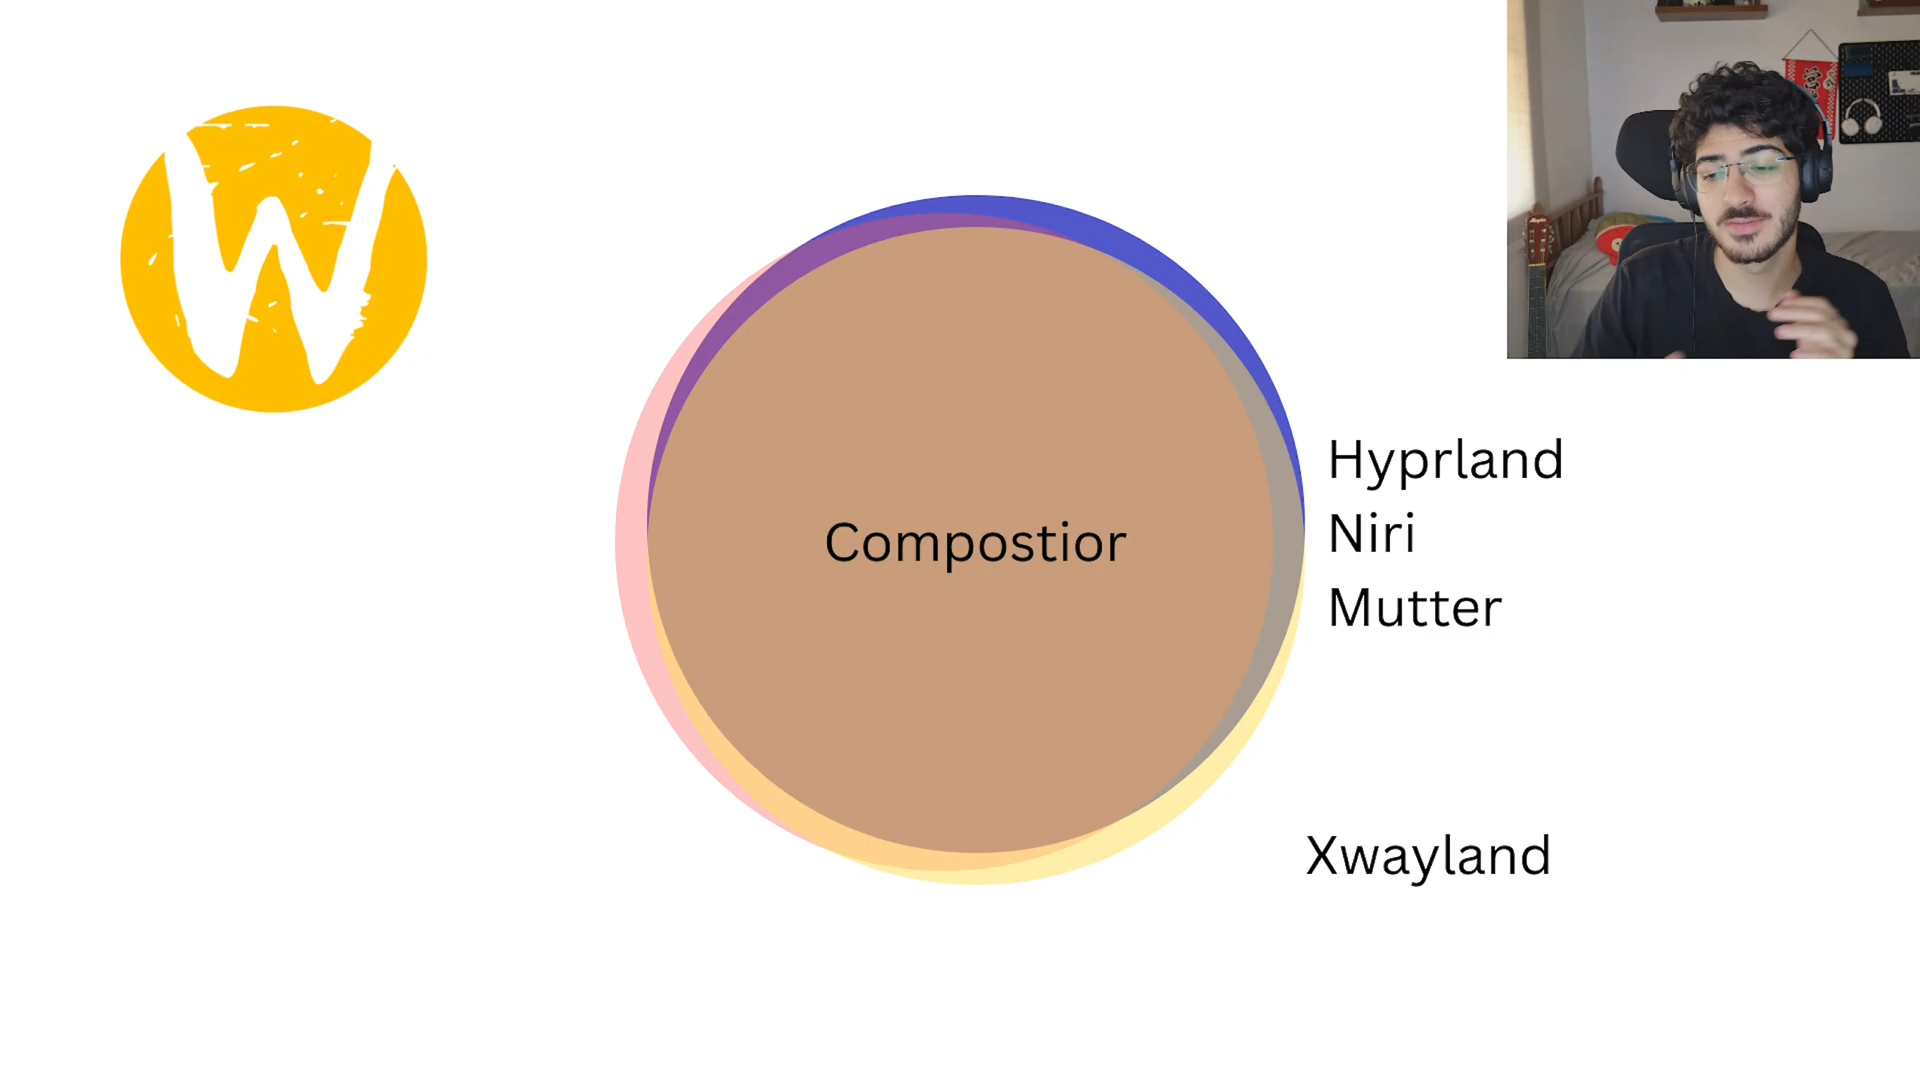 W
Compostior
Hyprland
Niri
Mutter
Xwayland